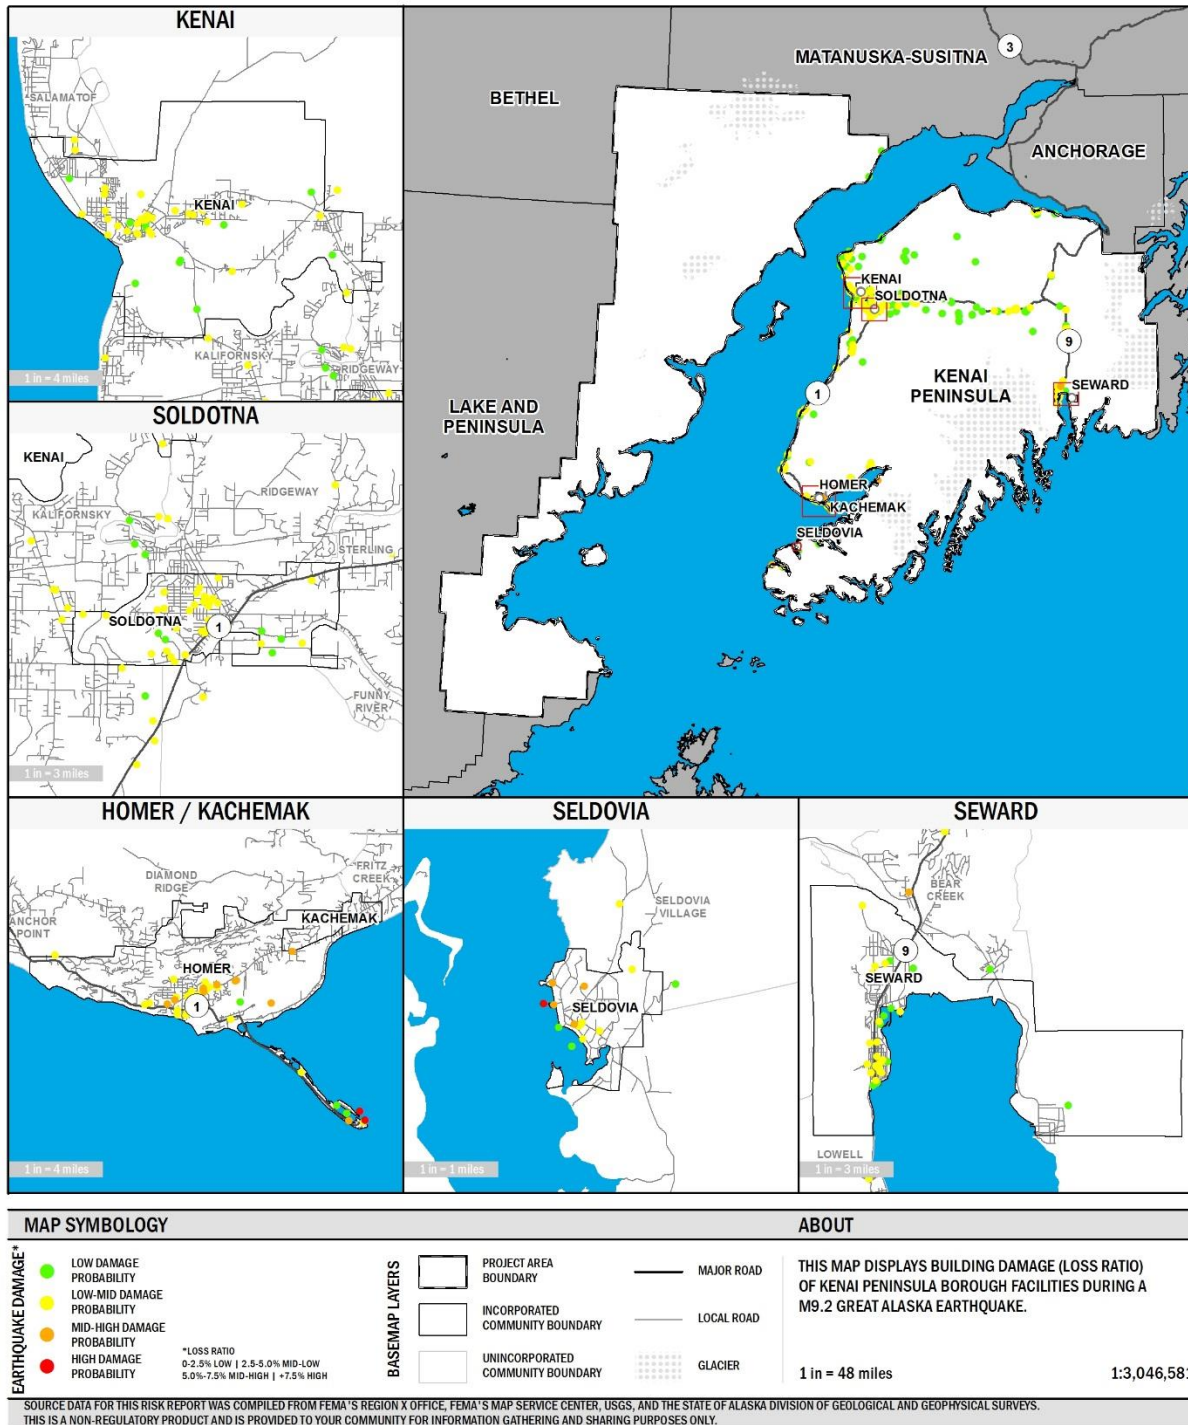 KENAI
SALAMATOF
KENAI
KALIFORNSKY
RIDGEWAY
1 in = 4 miles
MATANUSKA-SUSITNA
3
BETHEL
ANCHORAGE
KENAI
SOLDOTNA
9
KENAI
PENINSULA
SEWARD
1
LAKE AND
PENINSULA
HOMER
KACHEMAK
SELDOVIA
SOLDOTNA
KENAI
RIDGEWAY
KALIFORNSKY
STERLING
SOLDOTNA
1
FUNNY
RIVER
1 in = 3 miles
HOMER / KACHEMAK
DIAMOND
RIDGE
FRITZ
CREEK
ANCHOR
POINT
KACHEMAK
HOMER
1
1 in = 4 miles
SELDOVIA
SELDOVIA
VILLAGE
SELDOVIA
1 in = 1 miles
SEWARD
BEAR
CREEK
9
SEWARD
LOWELL
1 in = 3 miles
MAP SYMBOLOGY
EARTHQUAKE DAMAGE*
LOW DAMAGE
PROBABILITY
LOW-MID DAMAGE
PROBABILITY
MID-HIGH DAMAGE
PROBABILITY
HIGH DAMAGE
PROBABILITY
*LOSS RATIO
0-2.5% LOW | 2.5-5.0% MID-LOW
5.0%-7.5% MID-HIGH | +7.5% HIGH
BASEMAP LAYERS
PROJECT AREA
BOUNDARY
INCORPORATED
COMMUNITY BOUNDARY
UNINCORPORATED
COMMUNITY BOUNDARY
MAJOR ROAD
LOCAL ROAD
GLACIER
ABOUT
THIS MAP DISPLAYS BUILDING DAMAGE (LOSS RATIO)
OF KENAI PENINSULA BOROUGH FACILITIES DURING A
M9.2 GREAT ALASKA EARTHQUAKE.
1 in = 48 miles
1:3,046,581
SOURCE DATA FOR THIS RISK REPORT WAS COMPILED FROM FEMA'S REGION X OFFICE, FEMA'S MAP SERVICE CENTER, USGS, AND THE STATE OF ALASKA DIVISION OF GEOLOGICAL AND GEOPHYSICAL SURVEYS.
THIS IS A NON-REGULATORY PRODUCT AND IS PROVIDED TO YOUR COMMUNITY FOR INFORMATION GATHERING AND SHARING PURPOSES ONLY.